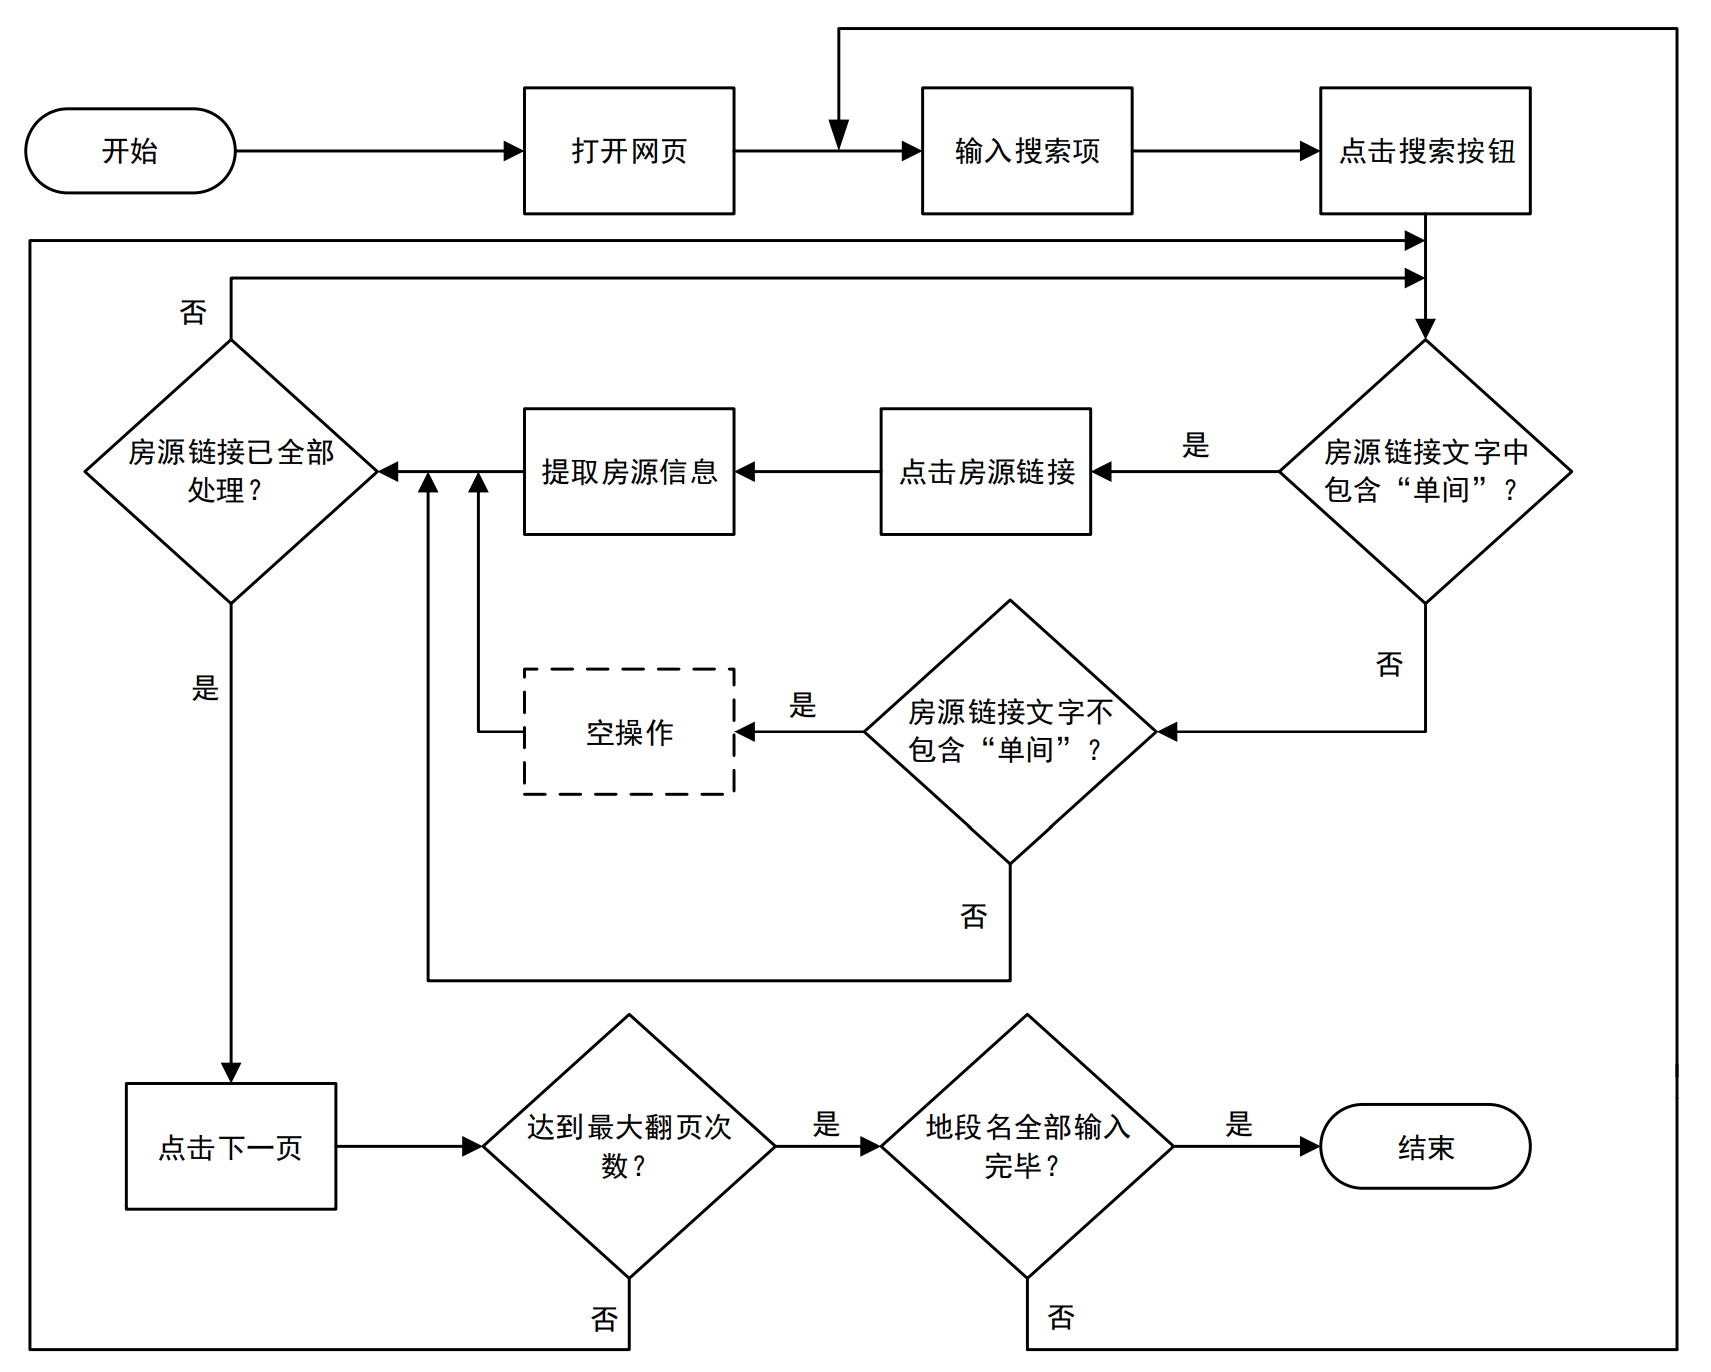 开始
打开网页
输入搜索项
点击搜索按钮
否
房源链接已全部
处理？
提取房源信息
点击房源链接
是
房源链接文字中
包含“单间”？
是
空操作
是
房源链接文字不
包含“单间”？
否
否
点击下一页
达到最大翻页次
数？
是
地段名全部输入
完毕？
是
结束
否
否